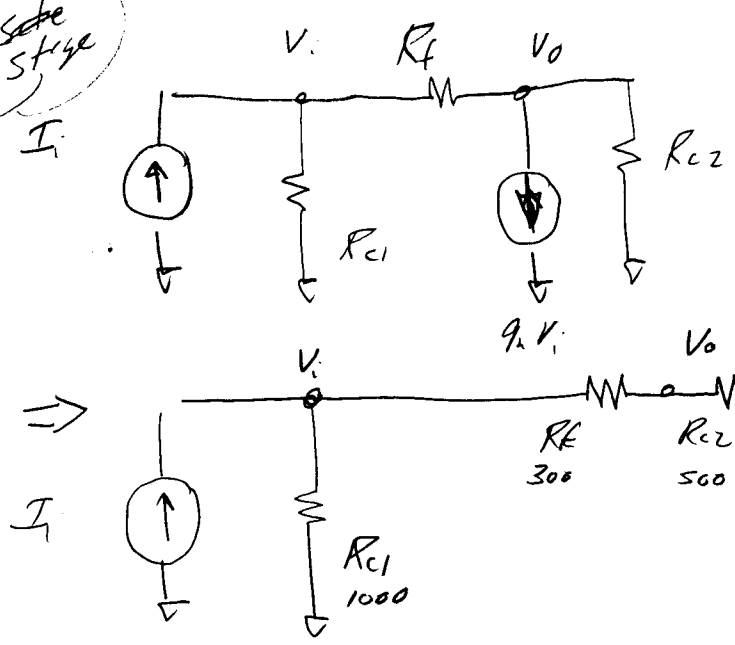 stage
Vi Rf Vo
Ii
RC1
RC2
gm Vi
Vi Vo
⇒ RF RC2
300 500
Ii
RC1
1000